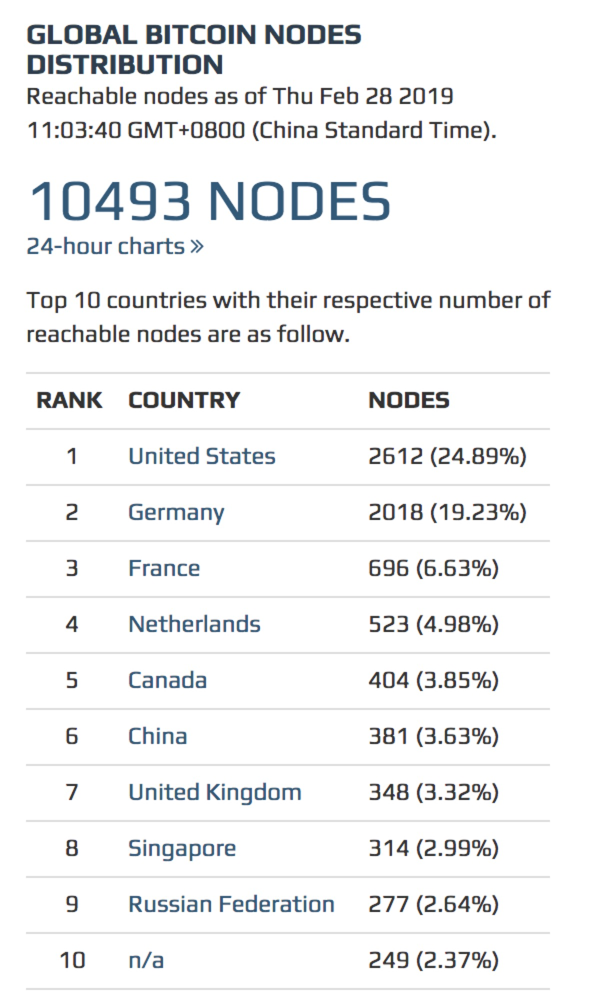 GLOBAL BITCOIN NODES
DISTRIBUTION
Reachable nodes as of Thu Feb 28 2019
11:03:40 GMT+0800 (China Standard Time).
10493 NODES
24-hour charts »
Top 10 countries with their respective number of
reachable nodes are as follow.
RANK COUNTRY NODES
1 United States 2612 (24.89%)
2 Germany 2018 (19.23%)
3 France 696 (6.63%)
4 Netherlands 523 (4.98%)
5 Canada 404 (3.85%)
6 China 381 (3.63%)
7 United Kingdom 348 (3.32%)
8 Singapore 314 (2.99%)
9 Russian Federation 277 (2.64%)
10 n/a 249 (2.37%)